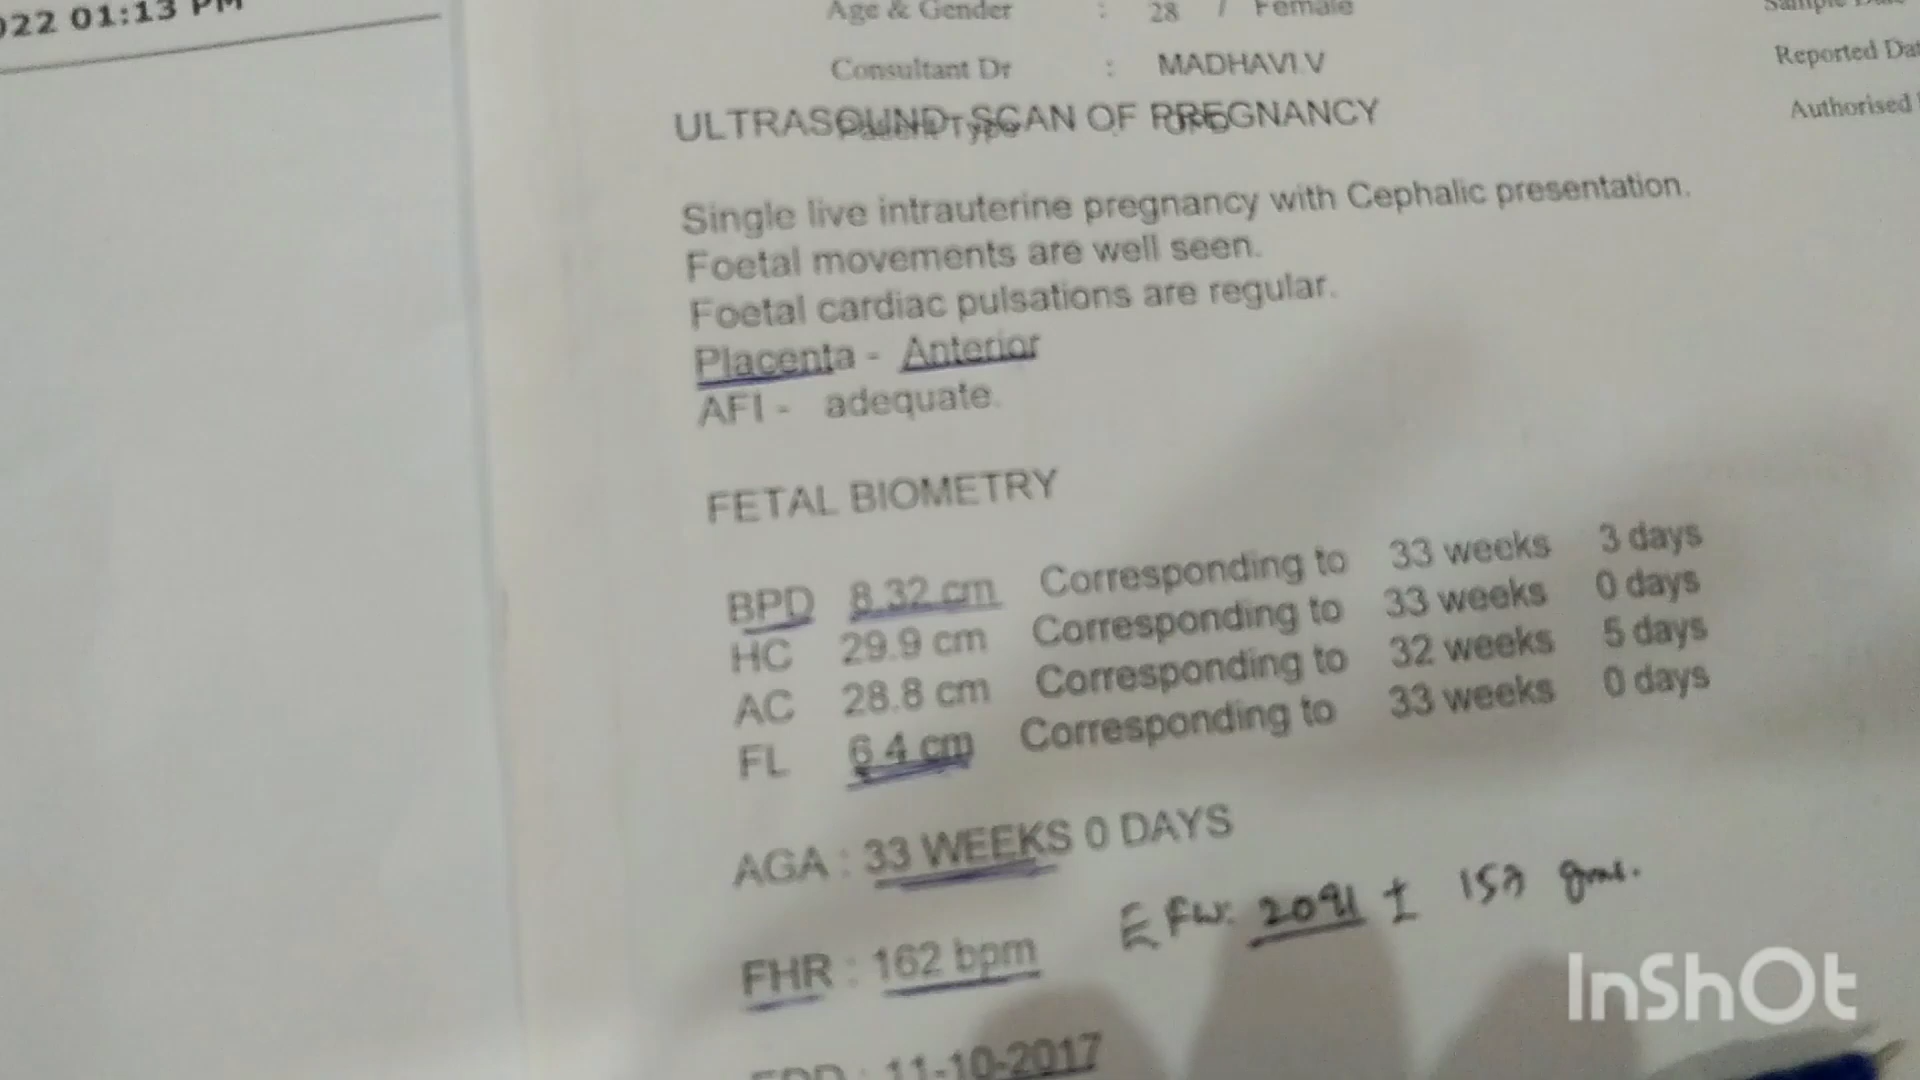 022 01:13 PM
Age & Gender : 28 / Female
Sample Date
Consultant Dr : MADHAVI.V
Reported Dat
Authorised
ULTRASOUND SCAN OF PREGNANCY
Single live intrauterine pregnancy with Cephalic presentation.
Foetal movements are well seen.
Foetal cardiac pulsations are regular.
Placenta - Anterior
AFI - adequate.
FETAL BIOMETRY
BPD 8.32 cm Corresponding to 33 weeks 3 days
HC 29.9 cm Corresponding to 33 weeks 0 days
AC 28.8 cm Corresponding to 32 weeks 5 days
FL 6.4 cm Corresponding to 33 weeks 0 days
AGA : 33 WEEKS 0 DAYS
EFW: 2091 ± gms.
FHR : 162 bpm
EDD : 11-10-2017
InShOt